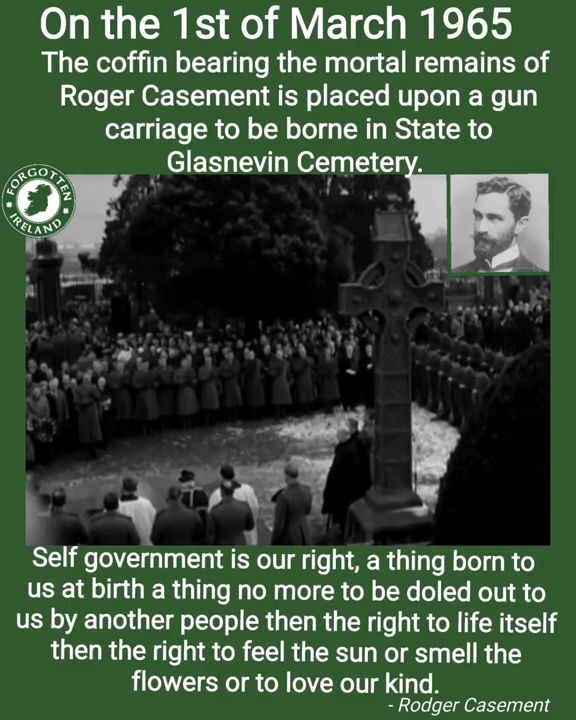 On the 1st of March 1965
The coffin bearing the mortal remains of
Roger Casement is placed upon a gun
carriage to be borne in State to
Glasnevin Cemetery.
FORGOTTEN
IRELAND
Self government is our right, a thing born to
us at birth a thing no more to be doled out to
us by another people then the right to life itself
then the right to feel the sun or smell the
flowers or to love our kind.
- Rodger Casement